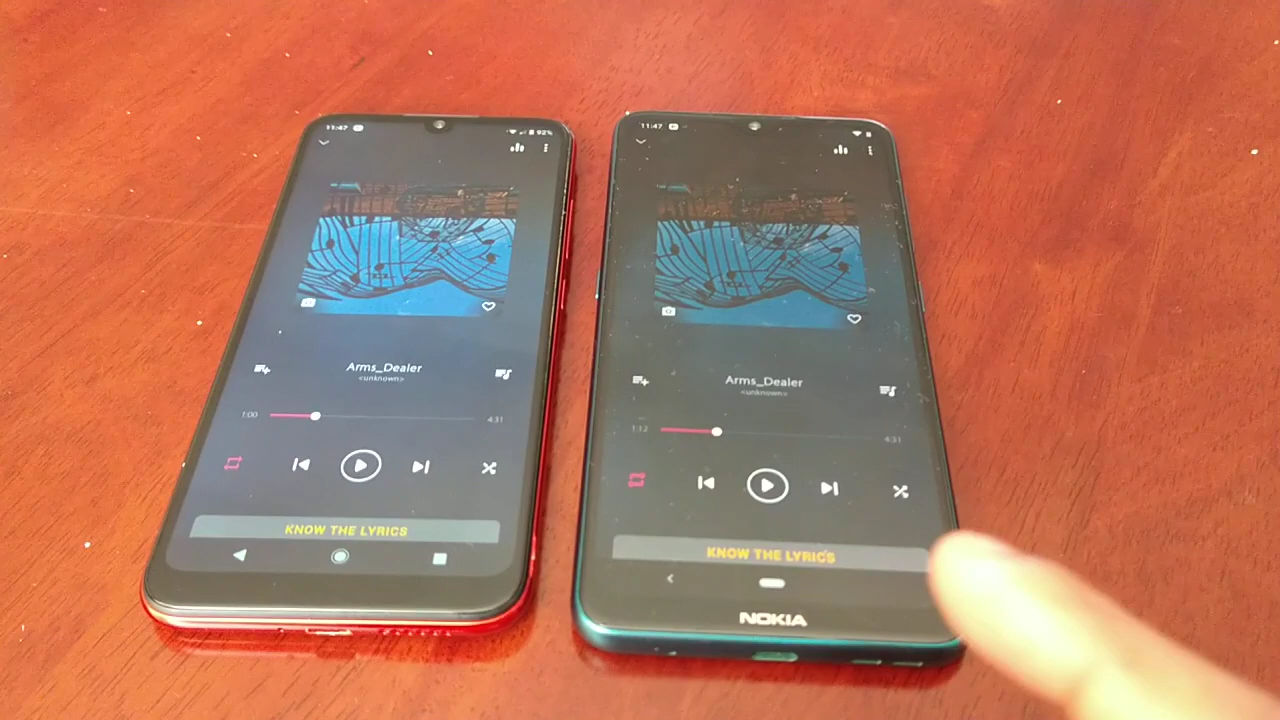 11:47
92%
Arms_Dealer
<unknown>
1:00
4:31
KNOW THE LYRICS
11:47
Arms_Dealer
<unknown>
1:12
4:31
KNOW THE LYRICS
NOKIA